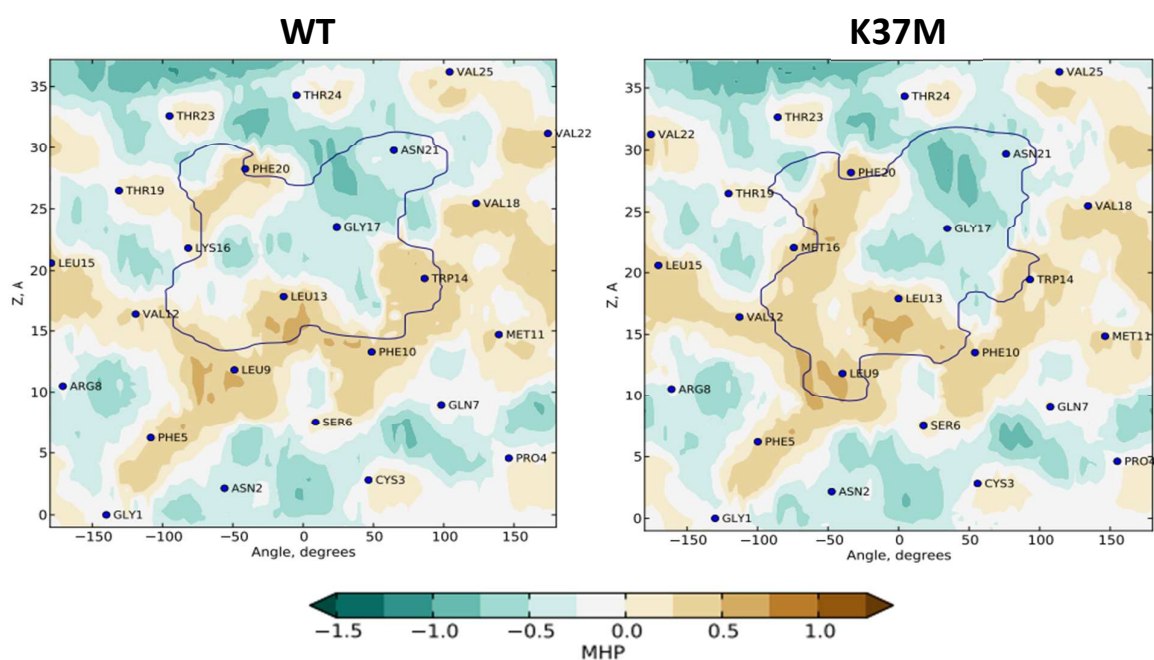 WT
K37M
35
30
25
20
15
10
5
0
Z, A
VAL25
THR24
THR23
VAL22
ASN21
PHE20
THR19
VAL18
GLY17
LYS16
LEU15
TRP14
LEU13
VAL12
MET11
PHE10
LEU9
ARG8
GLN7
SER6
PHE5
PRO4
CYS3
ASN2
GLY1
−150 −100 −50 0 50 100 150
Angle, degrees
35
30
25
20
15
10
5
0
Z, A
VAL25
THR24
THR23
VAL22
ASN21
PHE20
THR19
VAL18
GLY17
MET16
LEU15
TRP14
LEU13
VAL12
MET11
PHE10
LEU9
ARG8
GLN7
SER6
PHE5
PRO4
CYS3
ASN2
GLY1
−150 −100 −50 0 50 100 150
Angle, degrees
−1.5 −1.0 −0.5 0.0 0.5 1.0
MHP